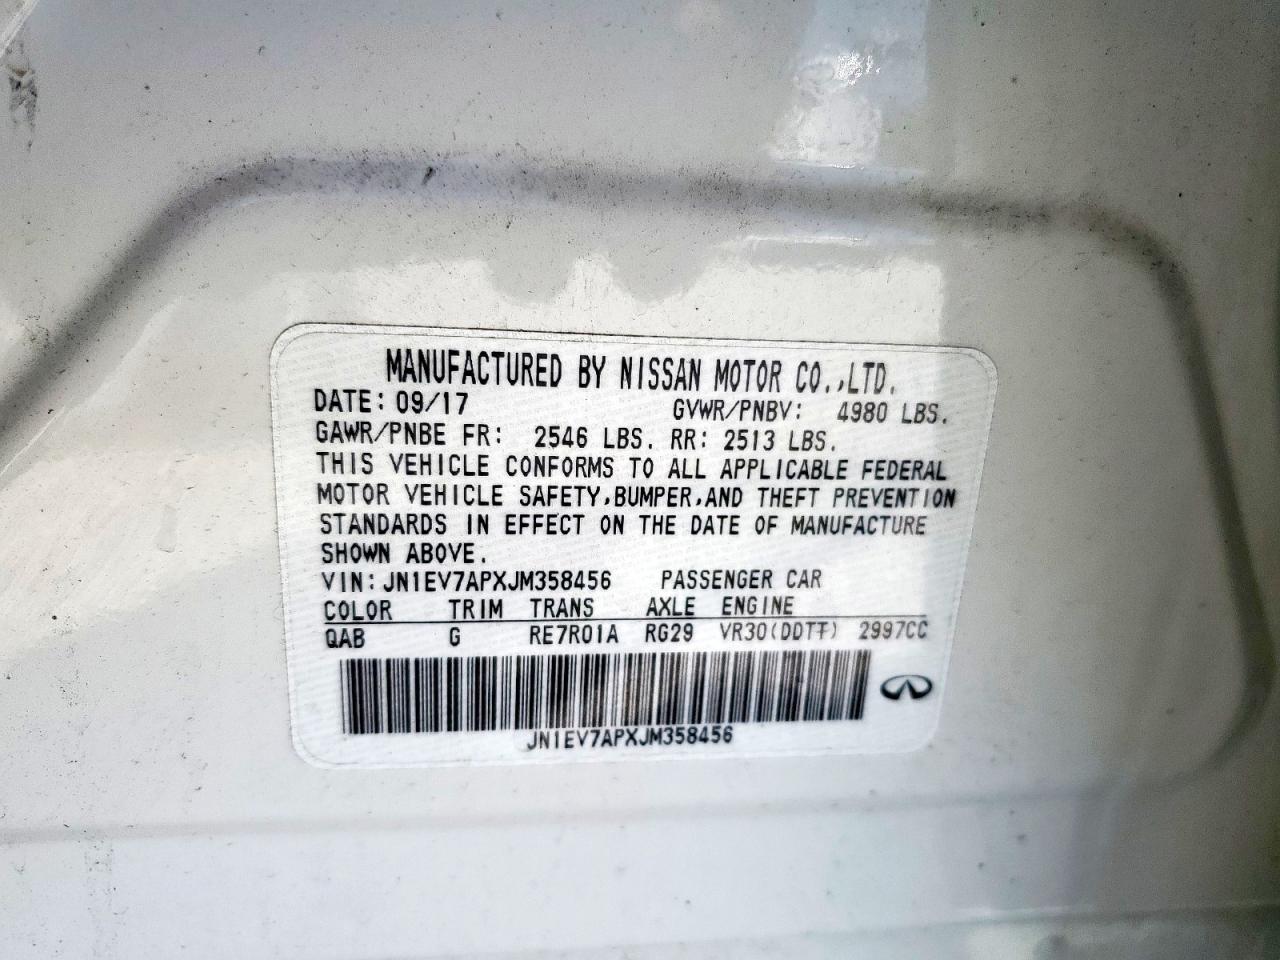 MANUFACTURED BY NISSAN MOTOR CO.,LTD.
DATE: 09/17 GVWR/PNBV: 4980 LBS.
GAWR/PNBE FR: 2546 LBS. RR: 2513 LBS.
THIS VEHICLE CONFORMS TO ALL APPLICABLE FEDERAL
MOTOR VEHICLE SAFETY,BUMPER,AND THEFT PREVENTION
STANDARDS IN EFFECT ON THE DATE OF MANUFACTURE
SHOWN ABOVE.
VIN: JN1EV7APXJM358456 PASSENGER CAR
COLOR TRIM TRANS AXLE ENGINE
QAB G RE7R01A RG29 VR30(DDTT) 2997CC
JN1EV7APXJM358456